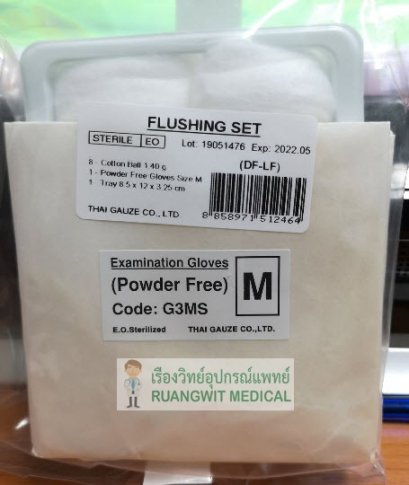 FLUSHING SET
STERILE EO Lot: 19051476 Exp: 2022.05
(DF-LF)
8 - Cotton Ball 1.40 g
1 - Powder Free Gloves Size M
1 Tray 8.5 x 12 x 3.25 cm
THAI GAUZE CO., LTD
8 858971 512464
Examination Gloves
(Powder Free)
M
Code: G3MS
E.O.Sterilized THAI GAUZE CO.,LTD.
เรืองวิทย์อุปกรณ์แพทย์
RUANGWIT MEDICAL